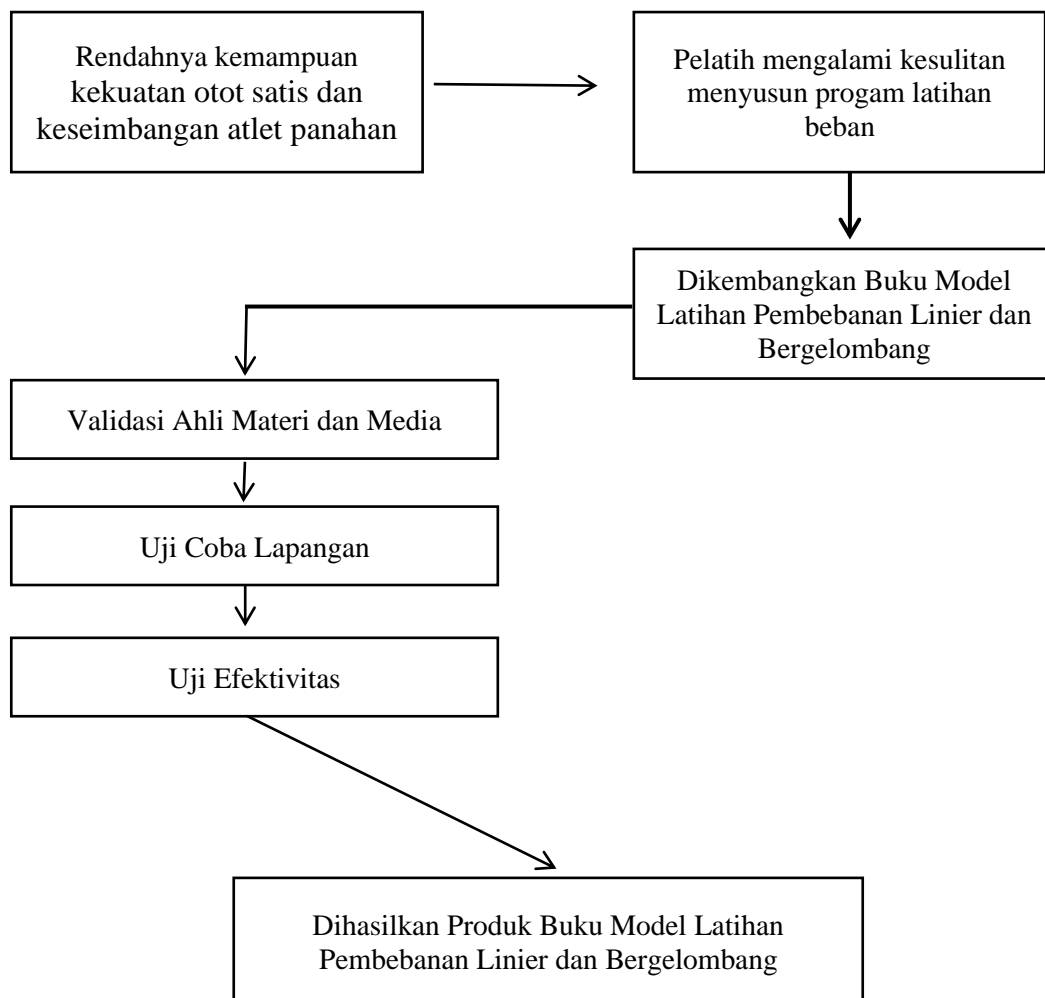 Rendahnya kemampuan
kekuatan otot satis dan
keseimbangan atlet panahan
Pelatih mengalami kesulitan
menyusun progam latihan
beban
Dikembangkan Buku Model
Latihan Pembebanan Linier dan
Bergelombang
Validasi Ahli Materi dan Media
Uji Coba Lapangan
Uji Efektivitas
Dihasilkan Produk Buku Model Latihan
Pembebanan Linier dan Bergelombang